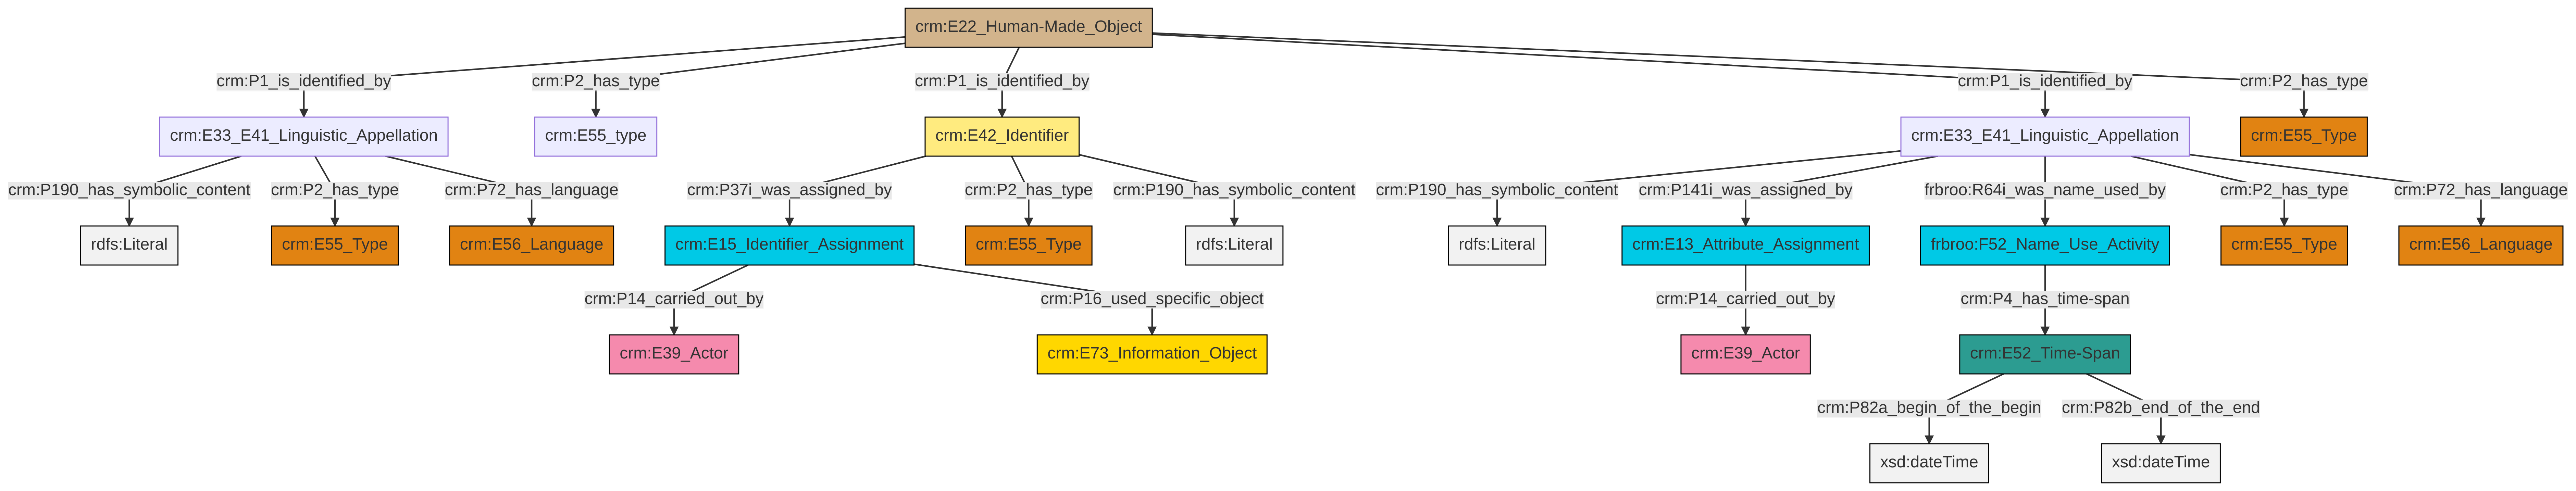 crm:E22_Human-Made_Object
crm:P1_is_identified_by
crm:P2_has_type
crm:P1_is_identified_by
crm:P1_is_identified_by
crm:P2_has_type
crm:E33_E41_Linguistic_Appellation
crm:E55_type
crm:E42_Identifier
crm:E33_E41_Linguistic_Appellation
crm:E55_Type
crm:P190_has_symbolic_content
crm:P2_has_type
crm:P72_has_language
crm:P37i_was_assigned_by
crm:P2_has_type
crm:P190_has_symbolic_content
crm:P190_has_symbolic_content
crm:P141i_was_assigned_by
frbroo:R64i_was_name_used_by
crm:P2_has_type
crm:P72_has_language
rdfs:Literal
crm:E55_Type
crm:E56_Language
crm:E15_Identifier_Assignment
crm:E55_Type
rdfs:Literal
rdfs:Literal
crm:E13_Attribute_Assignment
frbroo:F52_Name_Use_Activity
crm:E55_Type
crm:E56_Language
crm:P14_carried_out_by
crm:P16_used_specific_object
crm:P14_carried_out_by
crm:P4_has_time-span
crm:E39_Actor
crm:E73_Information_Object
crm:E39_Actor
crm:E52_Time-Span
crm:P82a_begin_of_the_begin
crm:P82b_end_of_the_end
xsd:dateTime
xsd:dateTime